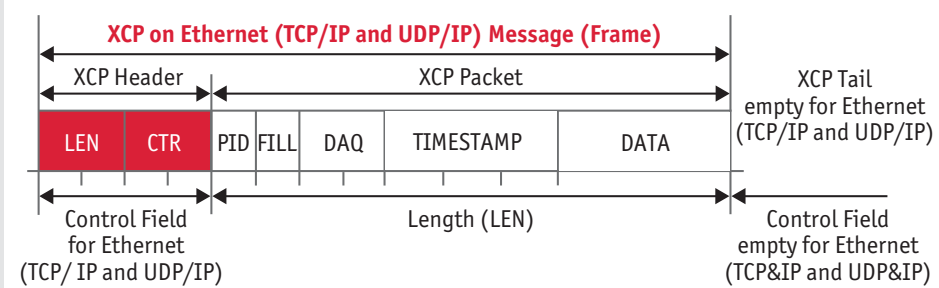 XCP on Ethernet (TCP/IP and UDP/IP) Message (Frame)
XCP Header
XCP Packet
XCP Tail
empty for Ethernet
(TCP/IP and UDP/IP)
LEN
CTR
PID
FILL
DAQ
TIMESTAMP
DATA
Control Field
for Ethernet
(TCP/ IP and UDP/IP)
Length (LEN)
Control Field
empty for Ethernet
(TCP&IP and UDP&IP)